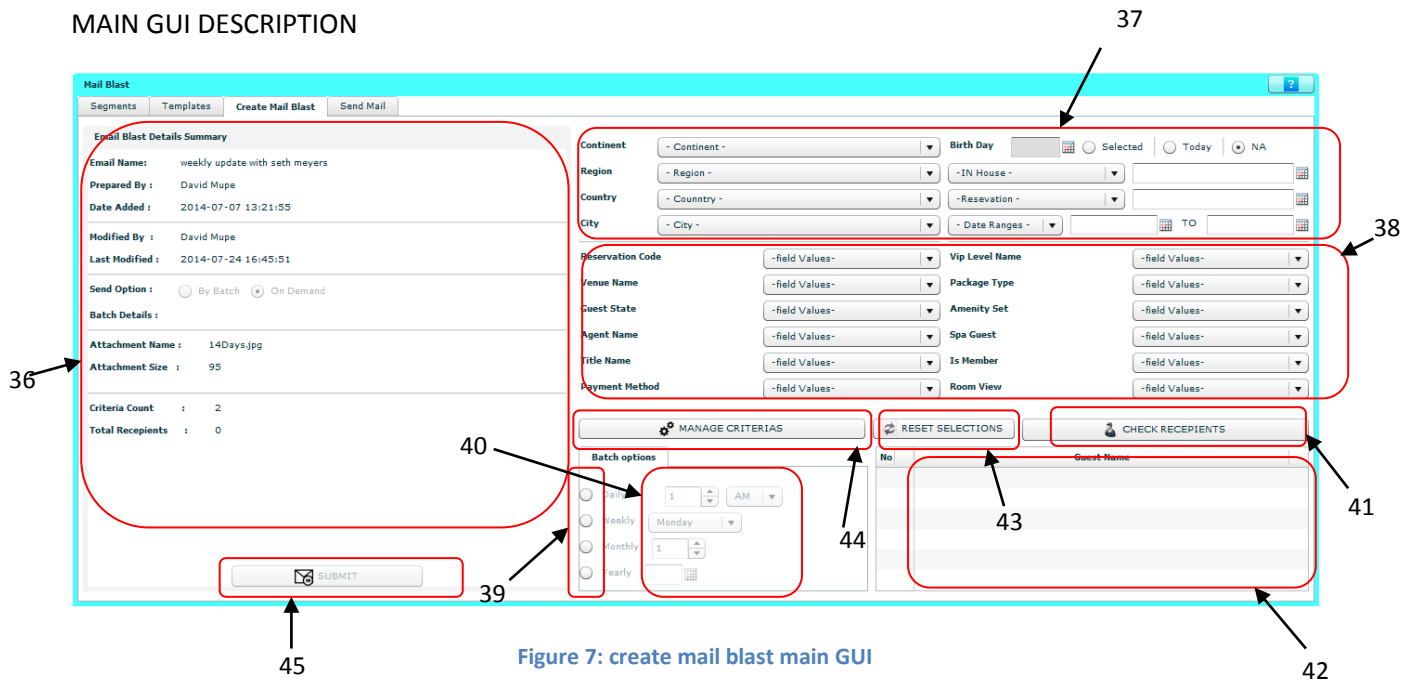 MAIN GUI DESCRIPTION
37
Mail Blast
?
Segments Templates Create Mail Blast Send Mail
Email Blast Details Summary
Email Name: weekly update with seth meyers
Prepared By : David Mupe
Date Added : 2014-07-07 13:21:55
Modified By : David Mupe
Last Modified : 2014-07-24 16:45:51
Send Option : By Batch On Demand
Batch Details :
Attachment Name : 14Days.jpg
Attachment Size : 95
Criteria Count : 2
Total Recepients : 0
SUBMIT
36
45
Continent - Continent - Birth Day Selected Today NA
Region - Region - -IN House -
Country - Counntry - -Resevation -
City - City - - Date Ranges - TO
38
Reservation Code -field Values- Vip Level Name -field Values-
Venue Name -field Values- Package Type -field Values-
Guest State -field Values- Amenity Set -field Values-
Agent Name -field Values- Spa Guest -field Values-
Title Name -field Values- Is Member -field Values-
Payment Method -field Values- Room View -field Values-
MANAGE CRITERIAS RESET SELECTIONS CHECK RECEPIENTS
40
Batch options
No Guest Name
Daily 1 AM
Weekly Monday
Monthly 1
Yearly
39
44
43
41
42
Figure 7: create mail blast main GUI